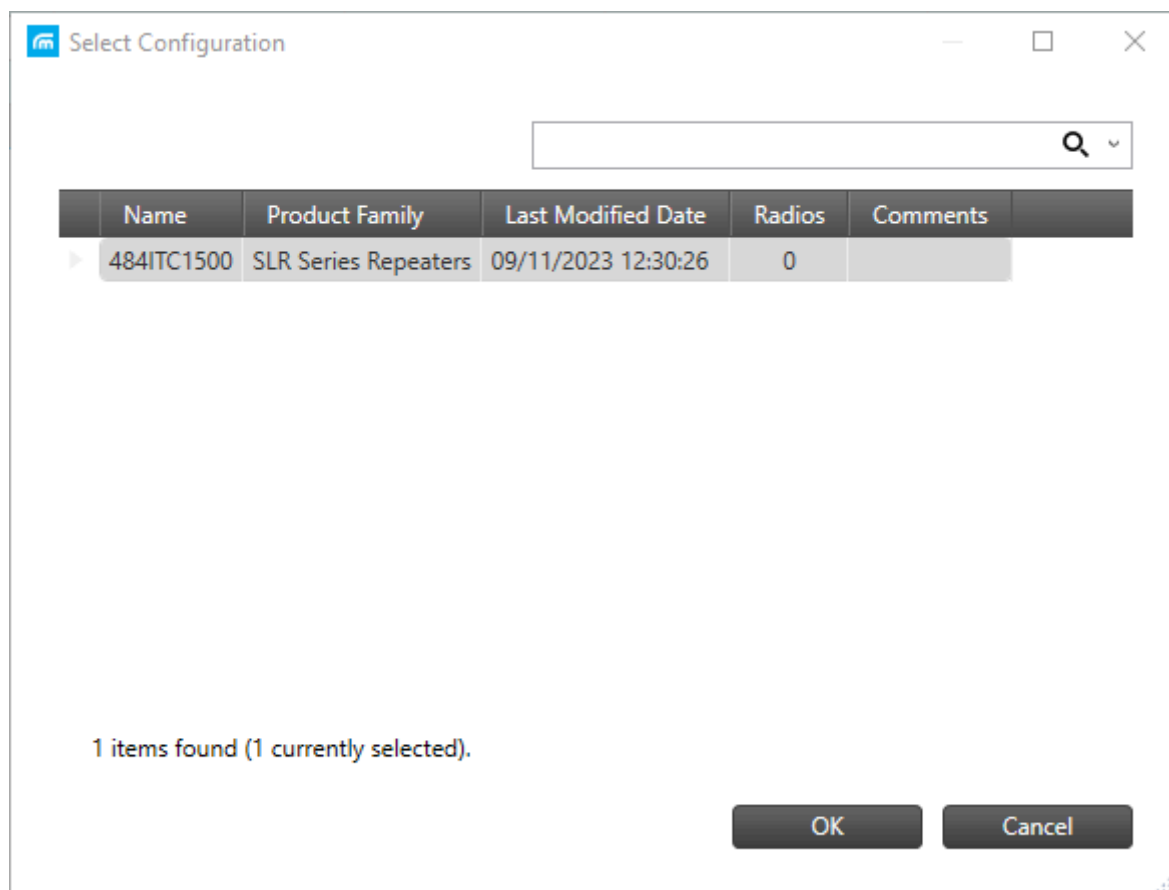 Select Configuration
Name Product Family Last Modified Date Radios Comments
484ITC1500 SLR Series Repeaters 09/11/2023 12:30:26 0
1 items found (1 currently selected).
OK Cancel